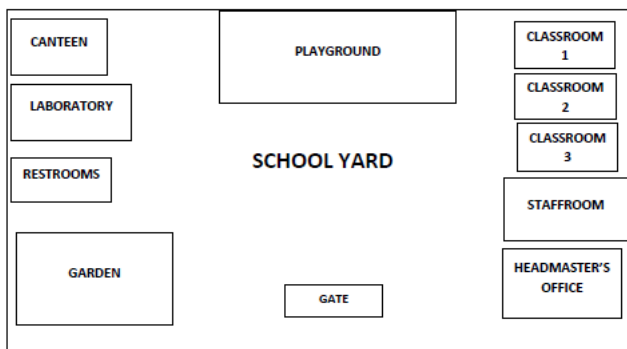 CANTEEN
PLAYGROUND
CLASSROOM
1
LABORATORY
CLASSROOM
2
CLASSROOM
3
SCHOOL YARD
RESTROOMS
STAFFROOM
GARDEN
HEADMASTER'S
OFFICE
GATE